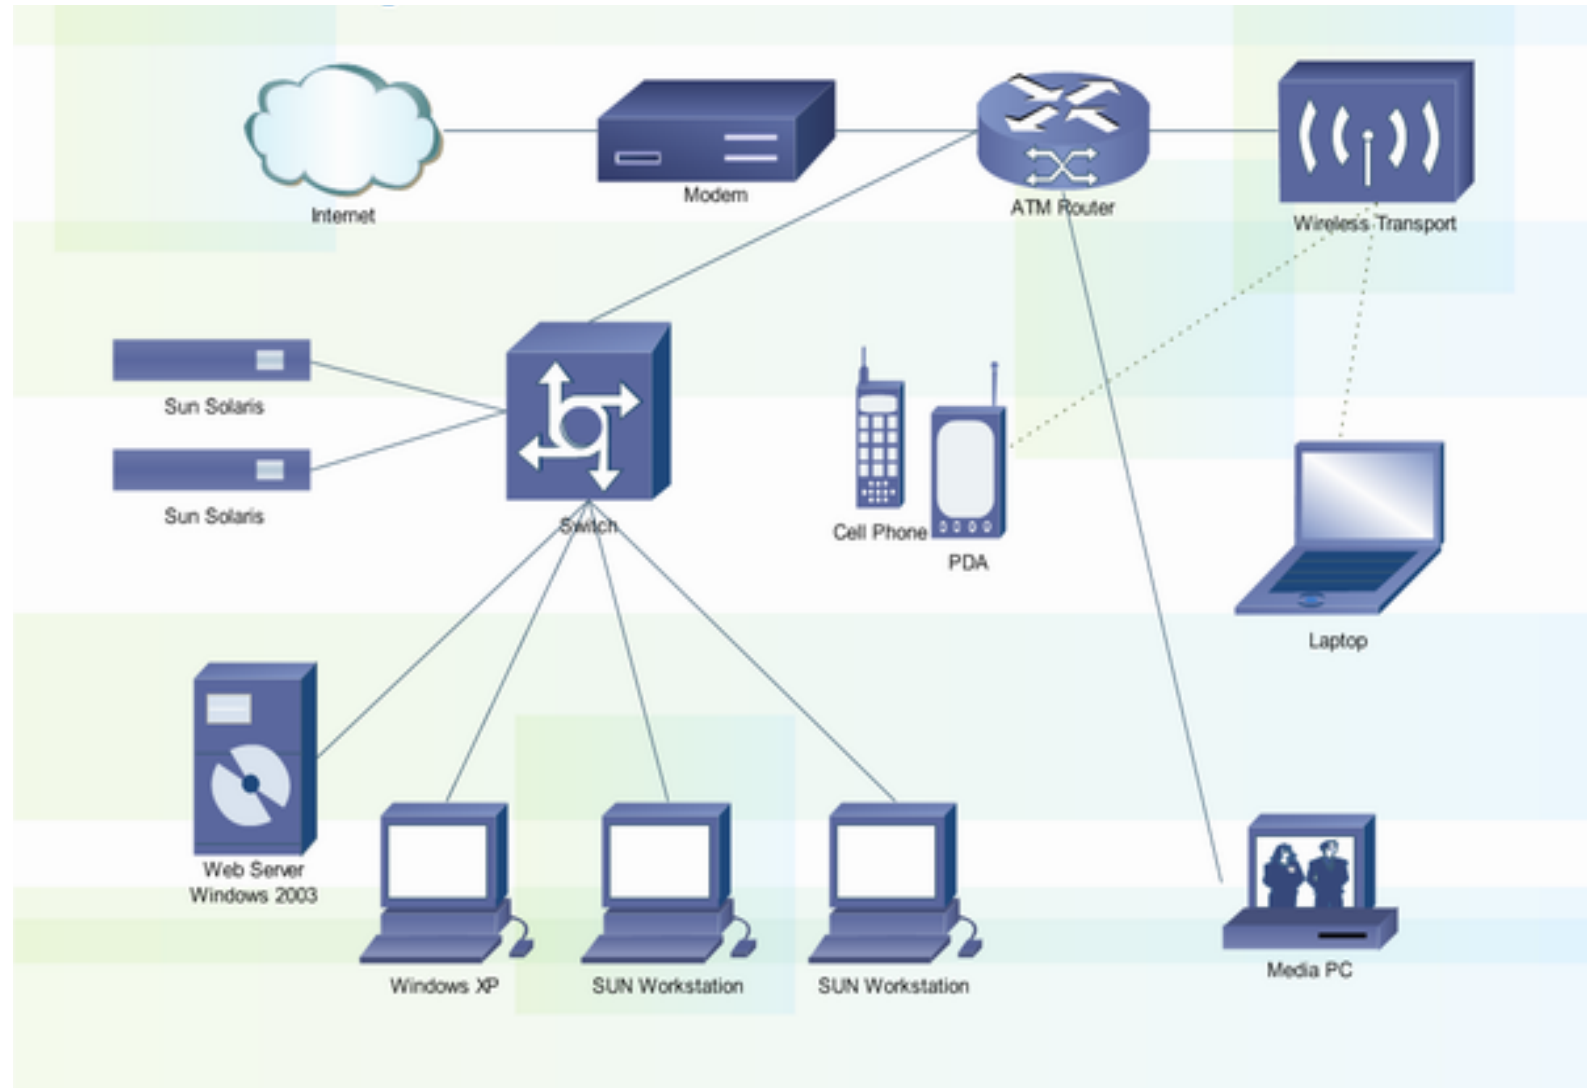 Internet
Modem
ATM Router
Wireless Transport
Sun Solaris
Sun Solaris
Switch
Cell Phone
PDA
Laptop
Web Server
Windows 2003
Windows XP
SUN Workstation
SUN Workstation
Media PC